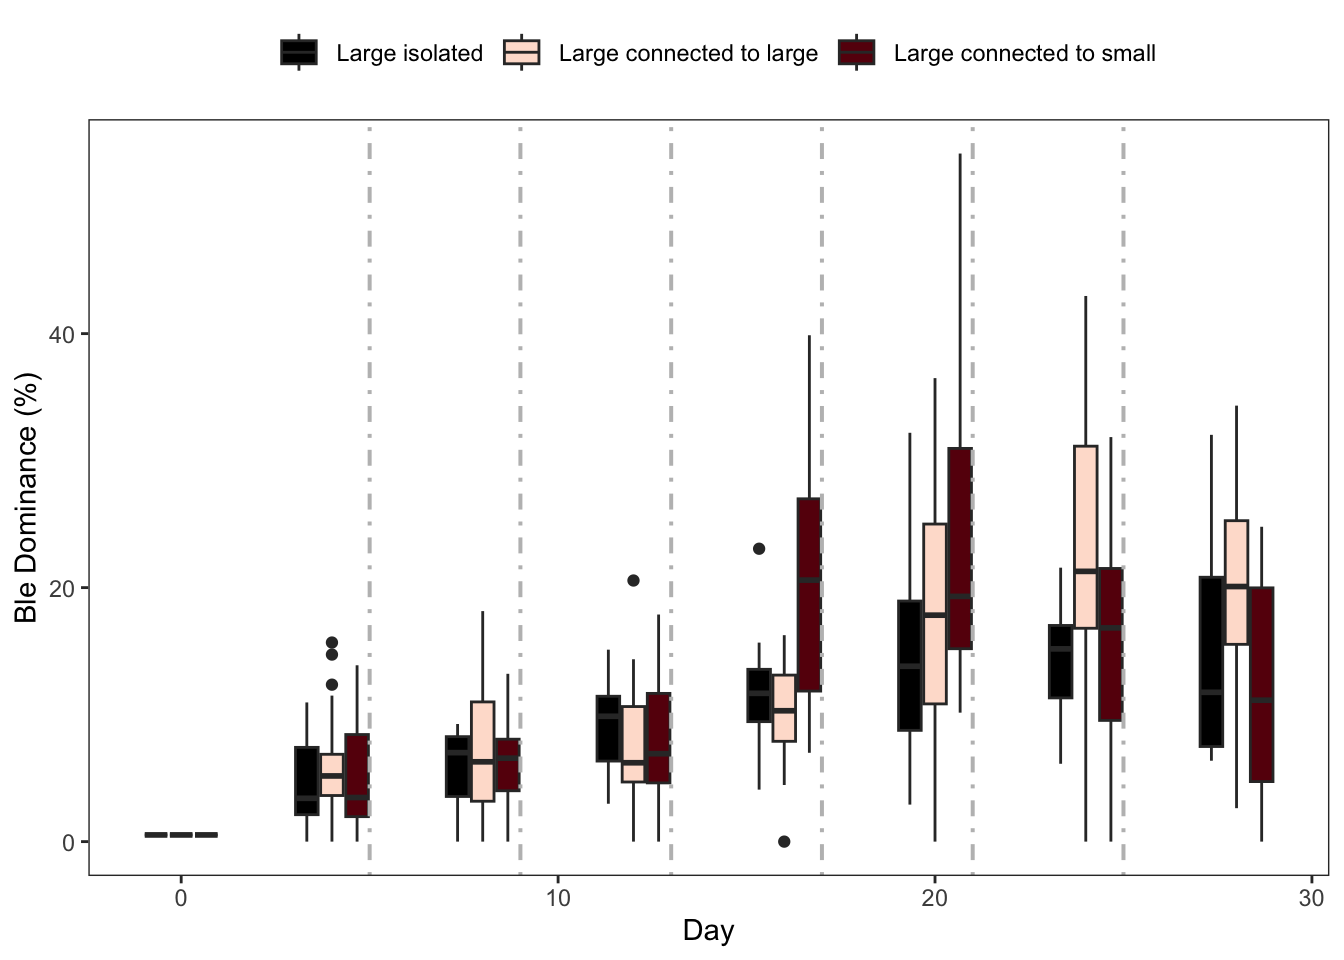 Large isolated Large connected to large Large connected to small
Ble Dominance (%)
40
20
0
0 10 20 30
Day